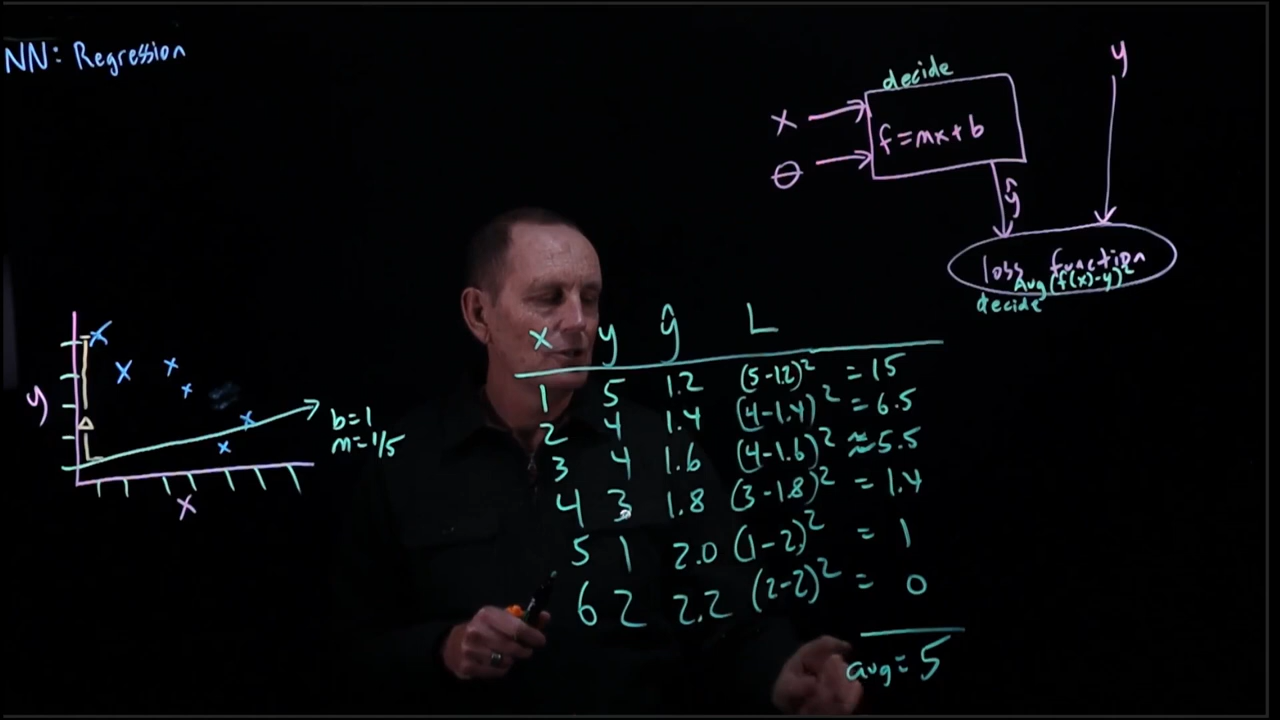 NN: Regression
decide
y
x
f = mx + b
θ
ŷ
loss function
Avg (f(x)-y)²
decide
x y ŷ L
1 5 1.2 (5-1.2)² = 15
2 4 1.4 (4-1.4)² = 6.5
3 4 1.6 (4-1.6)² ≈ 5.5
4 3 1.8 (3-1.8)² = 1.4
5 1 2.0 (1-2)² = 1
6 2 2.2 (2-2)² = 0
avg = 5
y
x
b=1
m=1/5